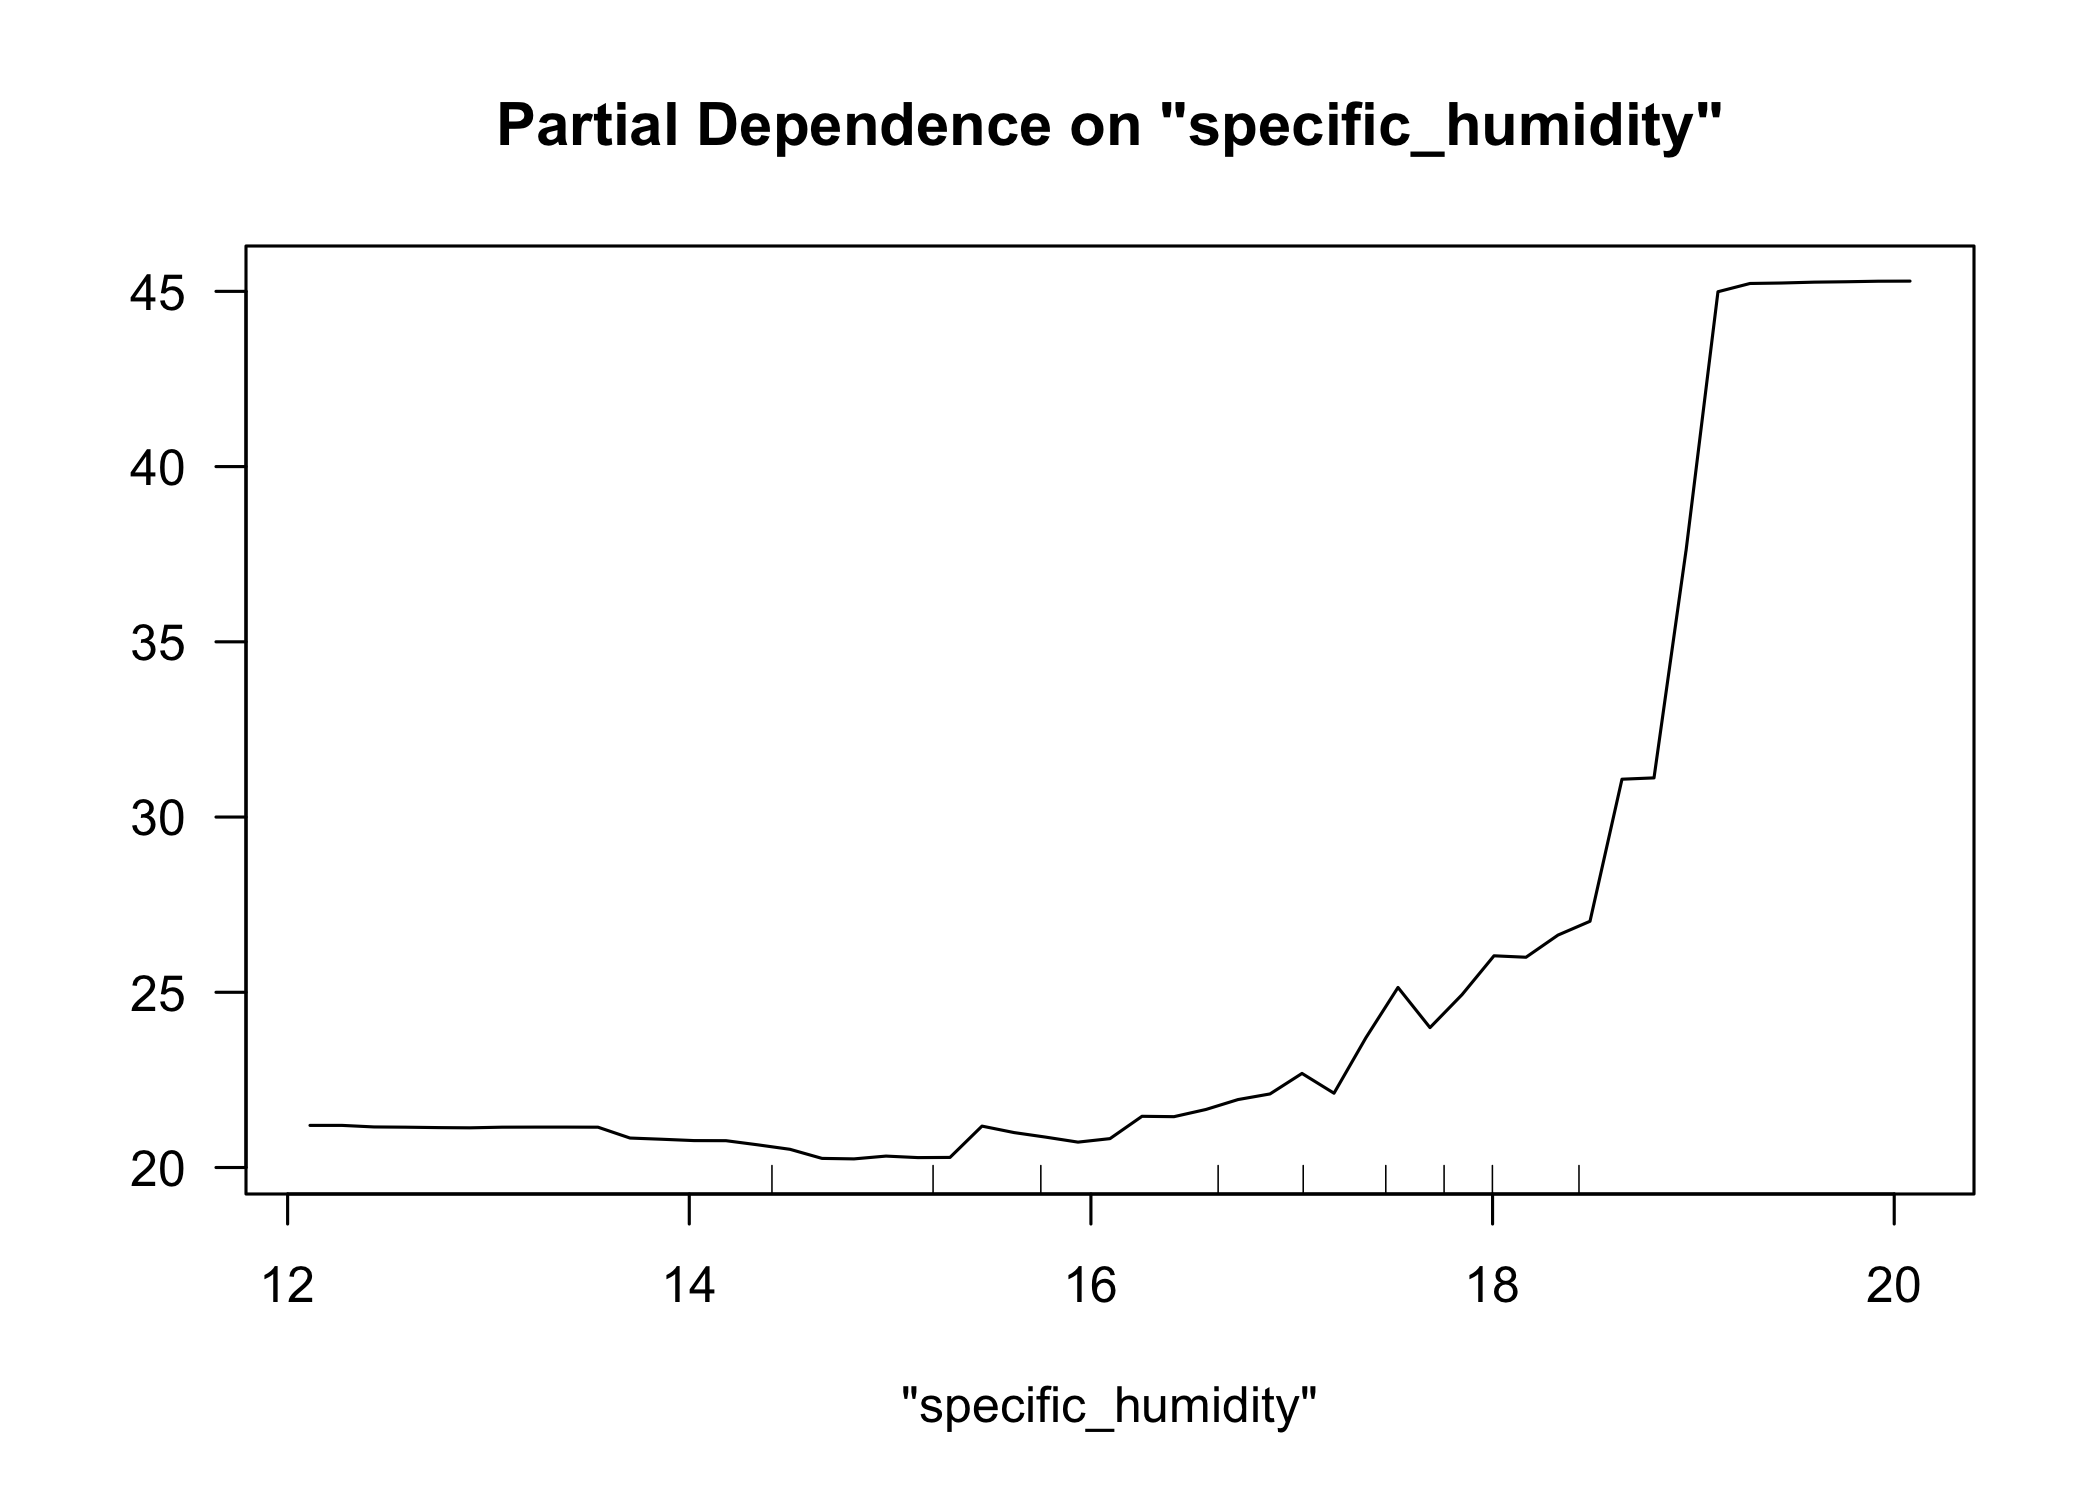 Partial Dependence on "specific_humidity"
45
40
35
30
25
20
12 14 16 18 20
"specific_humidity"